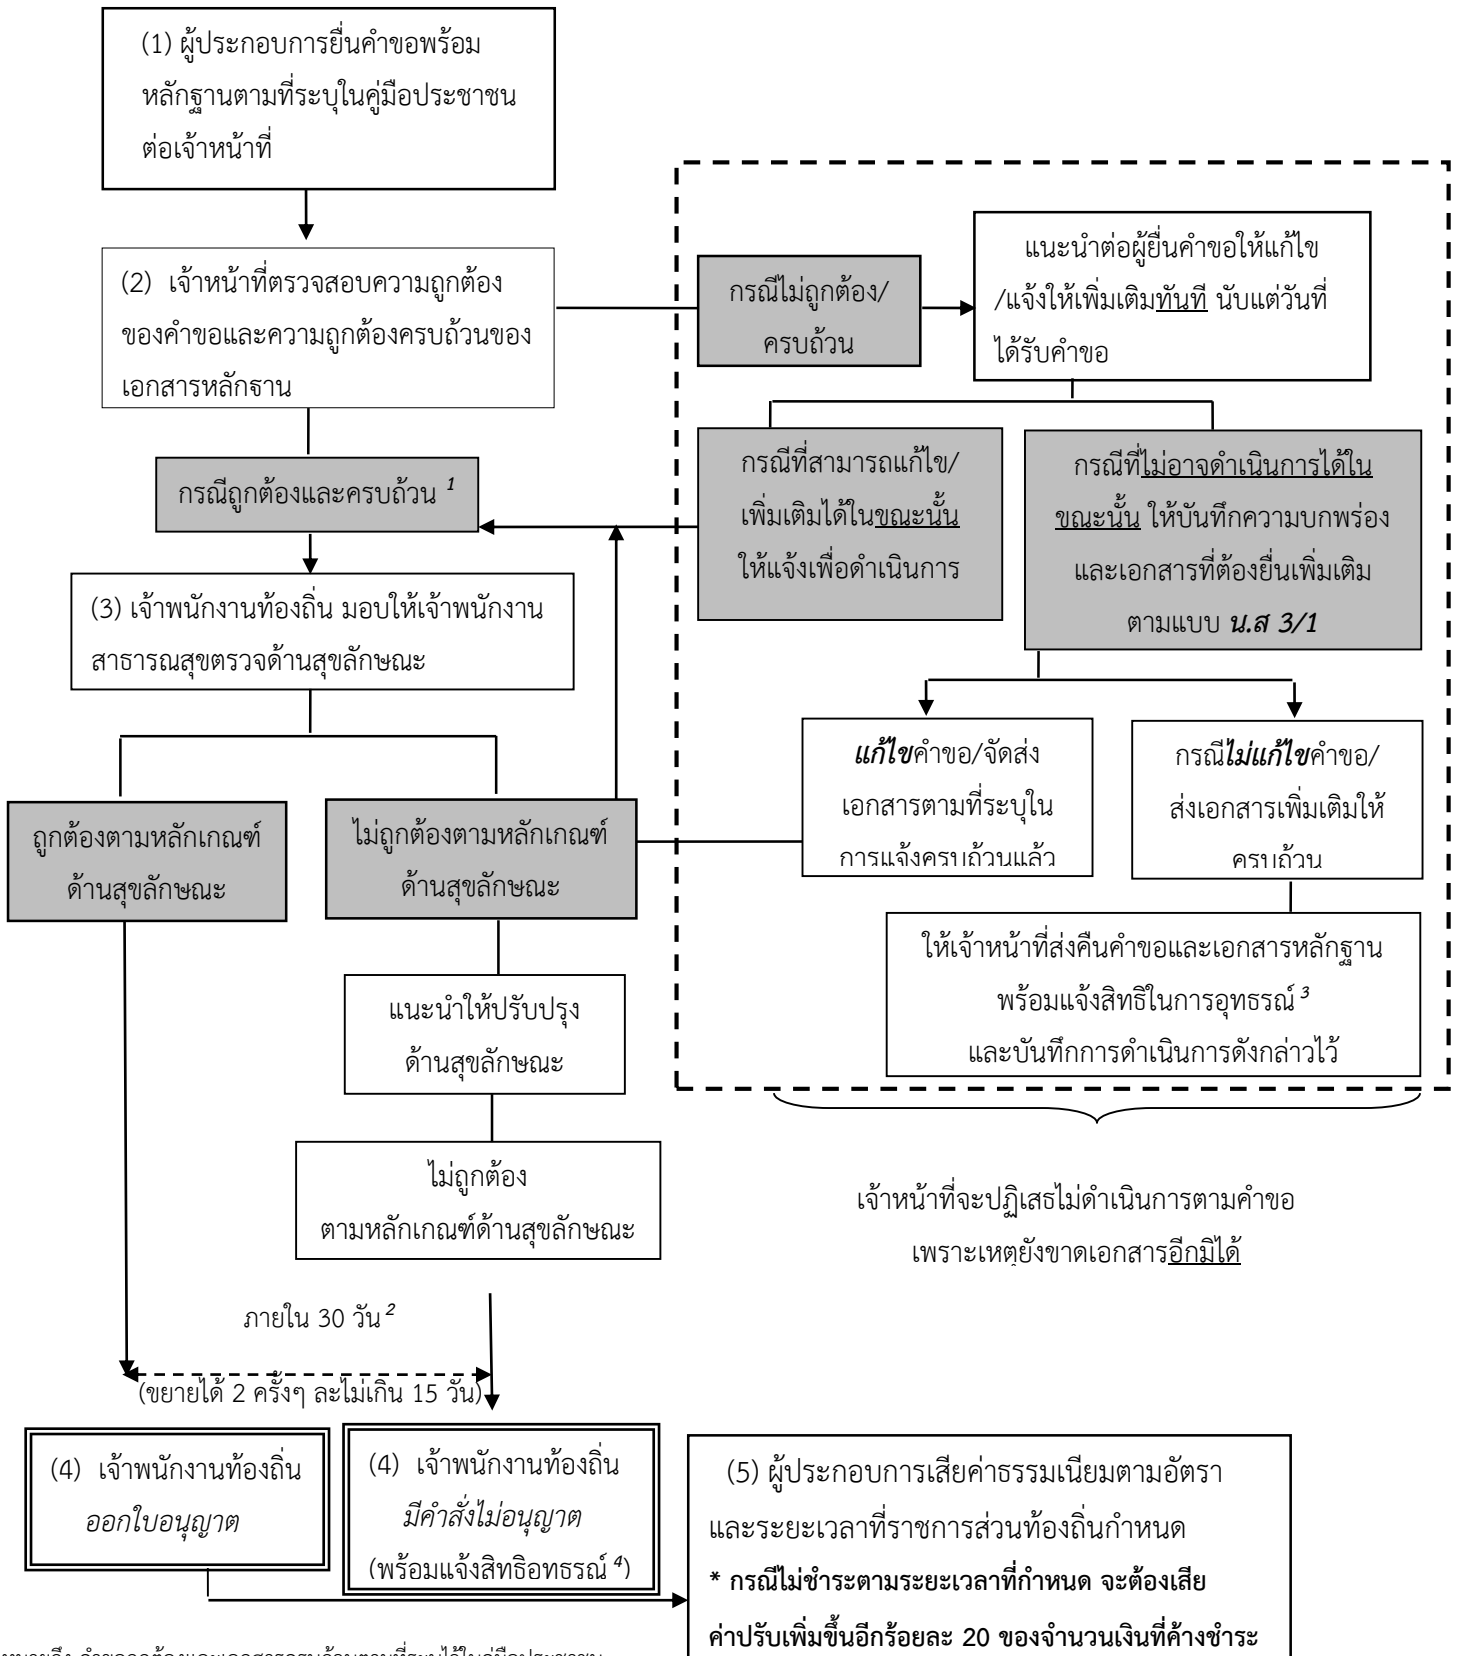 (1) ผู้ประกอบการยื่นคำขอพร้อม
หลักฐานตามที่ระบุในคู่มือประชาชน
ต่อเจ้าหน้าที่
(2) เจ้าหน้าที่ตรวจสอบความถูกต้อง
ของคำขอและความถูกต้องครบถ้วนของ
เอกสารหลักฐาน
กรณีไม่ถูกต้อง/
ครบถ้วน
แนะนำต่อผู้ยื่นคำขอให้แก้ไข
/แจ้งให้เพิ่มเติมทันที นับแต่วันที่
ได้รับคำขอ
กรณีถูกต้องและครบถ้วน 1
กรณีที่สามารถแก้ไข/
เพิ่มเติมได้ในขณะนั้น
ให้แจ้งเพื่อดำเนินการ
กรณีที่ไม่อาจดำเนินการได้ใน
ขณะนั้น ให้บันทึกความบกพร่อง
และเอกสารที่ต้องยื่นเพิ่มเติม
ตามแบบ น.ส 3/1
(3) เจ้าพนักงานท้องถิ่น มอบให้เจ้าพนักงาน
สาธารณสุขตรวจด้านสุขลักษณะ
แก้ไขคำขอ/จัดส่ง
เอกสารตามที่ระบุใน
การแจ้งครบถ้วนแล้ว
กรณีไม่แก้ไขคำขอ/
ส่งเอกสารเพิ่มเติมให้
ครบถ้วน
ถูกต้องตามหลักเกณฑ์
ด้านสุขลักษณะ
ไม่ถูกต้องตามหลักเกณฑ์
ด้านสุขลักษณะ
ให้เจ้าหน้าที่ส่งคืนคำขอและเอกสารหลักฐาน
พร้อมแจ้งสิทธิในการอุทธรณ์ 3
และบันทึกการดำเนินการดังกล่าวไว้
แนะนำให้ปรับปรุง
ด้านสุขลักษณะ
ไม่ถูกต้อง
ตามหลักเกณฑ์ด้านสุขลักษณะ
เจ้าหน้าที่จะปฏิเสธไม่ดำเนินการตามคำขอ
เพราะเหตุยังขาดเอกสารอีกมิได้
ภายใน 30 วัน 2
(ขยายได้ 2 ครั้งๆ ละไม่เกิน 15 วัน)
(4) เจ้าพนักงานท้องถิ่น
ออกใบอนุญาต
(4) เจ้าพนักงานท้องถิ่น
มีคำสั่งไม่อนุญาต
(พร้อมแจ้งสิทธิอุทธรณ์ 4)
(5) ผู้ประกอบการเสียค่าธรรมเนียมตามอัตรา
และระยะเวลาที่ราชการส่วนท้องถิ่นกำหนด
* กรณีไม่ชำระตามระยะเวลาที่กำหนด จะต้องเสีย
ค่าปรับเพิ่มขึ้นอีกร้อยละ 20 ของจำนวนเงินที่ค้างชำระ